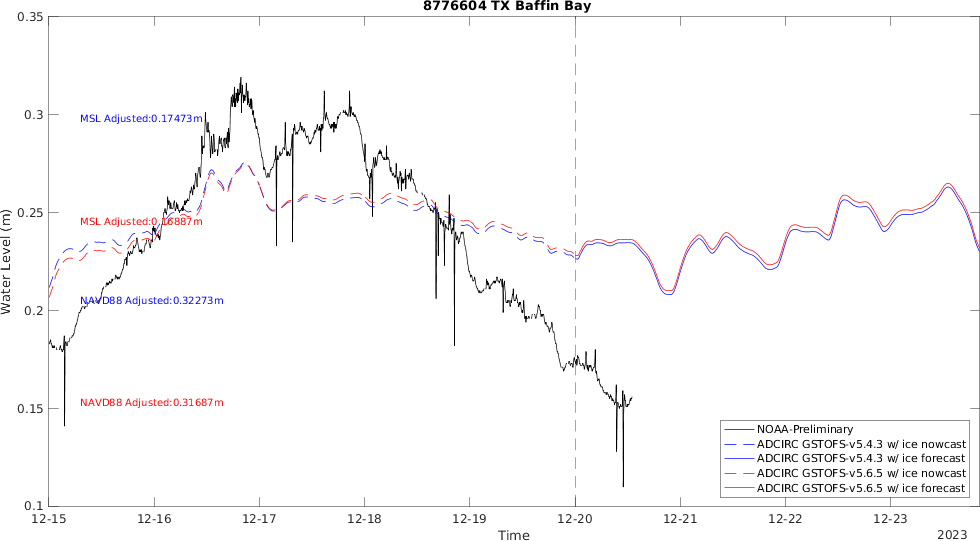 8776604 TX Baffin Bay
0.35
0.3
0.25
0.2
0.15
0.1
Water Level (m)
MSL Adjusted:0.17473m
MSL Adjusted:0.16887m
NAVD88 Adjusted:0.32273m
NAVD88 Adjusted:0.31687m
NOAA-Preliminary
ADCIRC GSTOFS-v5.4.3 w/ ice nowcast
ADCIRC GSTOFS-v5.4.3 w/ ice forecast
ADCIRC GSTOFS-v5.6.5 w/ ice nowcast
ADCIRC GSTOFS-v5.6.5 w/ ice forecast
12-15 12-16 12-17 12-18 12-19 12-20 12-21 12-22 12-23
Time
2023